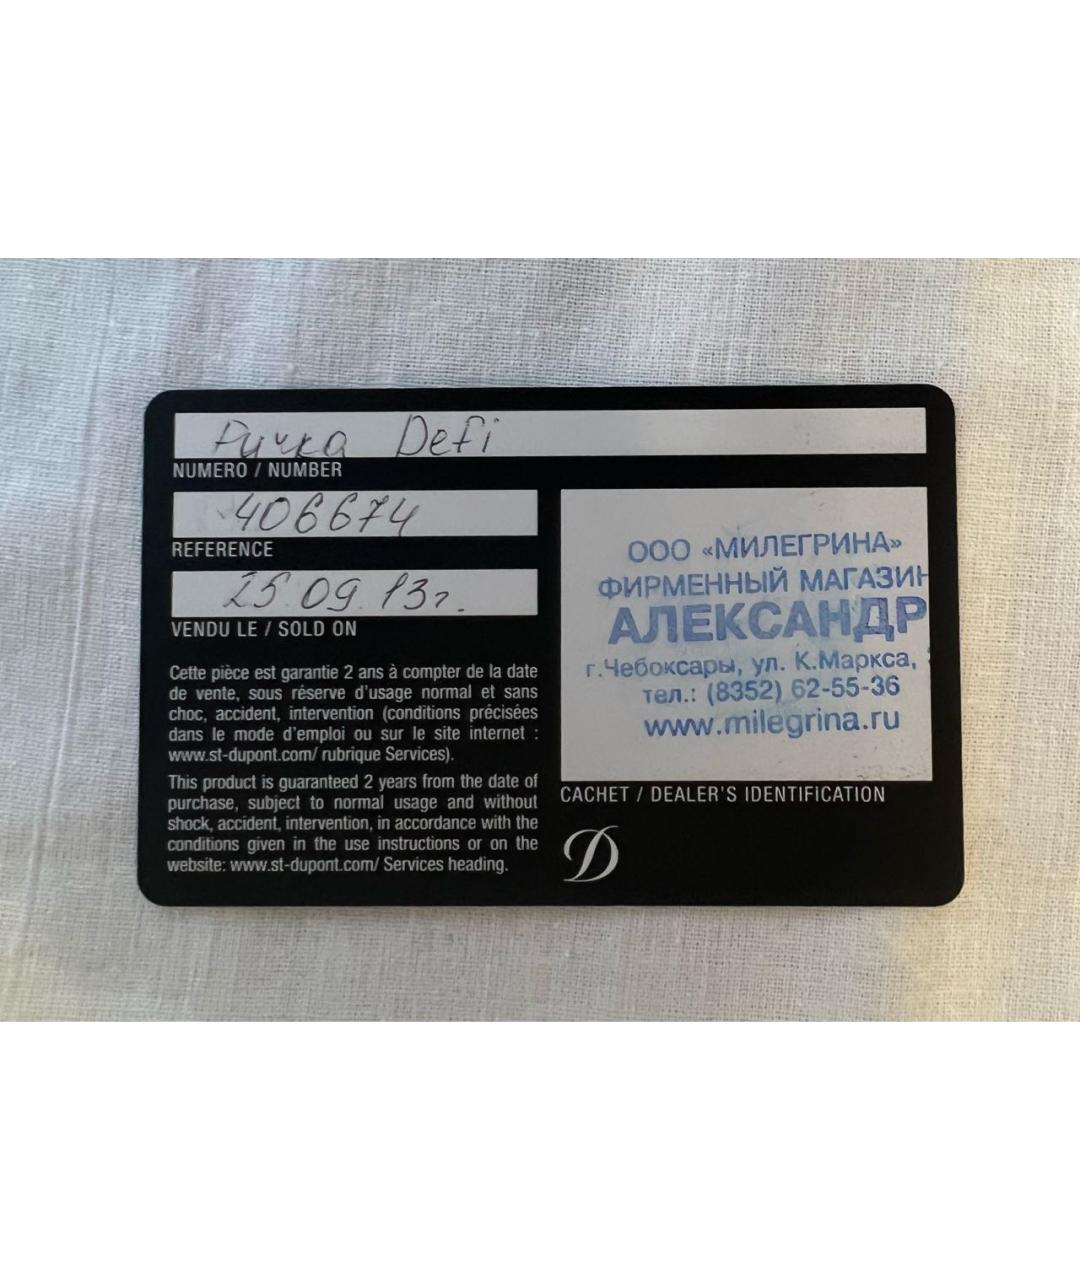 Ручка Defi
NUMERO / NUMBER
406674
REFERENCE
25.09.13г.
VENDU LE / SOLD ON
Cette pièce est garantie 2 ans à compter de la date
de vente, sous réserve d'usage normal et sans
choc, accident, intervention (conditions précisées
dans le mode d'emploi ou sur le site internet :
www.st-dupont.com/ rubrique Services).
This product is guaranteed 2 years from the date of
purchase, subject to normal usage and without
shock, accident, intervention, in accordance with the
conditions given in the use instructions or on the
website: www.st-dupont.com/ Services heading.
ООО «МИЛЕГРИНА»
ФИРМЕННЫЙ МАГАЗИН
АЛЕКСАНДР
г.Чебоксары, ул. К.Маркса,
тел.: (8352) 62-55-36
www.milegrina.ru
CACHET / DEALER'S IDENTIFICATION
D